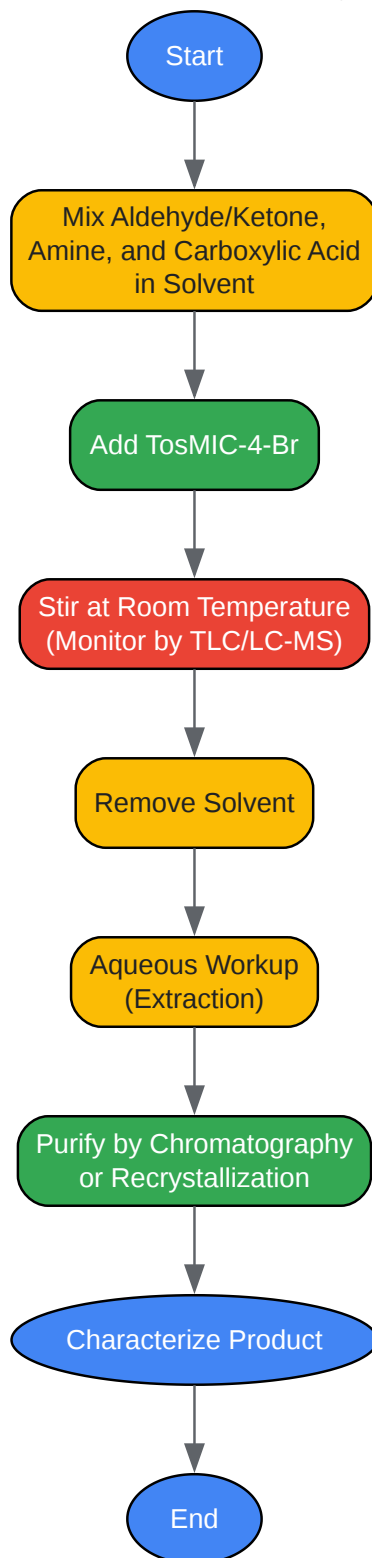 Start
Mix Aldehyde/Ketone,
Amine, and Carboxylic Acid
in Solvent
Add TosMIC-4-Br
Stir at Room Temperature
(Monitor by TLC/LC-MS)
Remove Solvent
Aqueous Workup
(Extraction)
Purify by Chromatography
or Recrystallization
Characterize Product
End